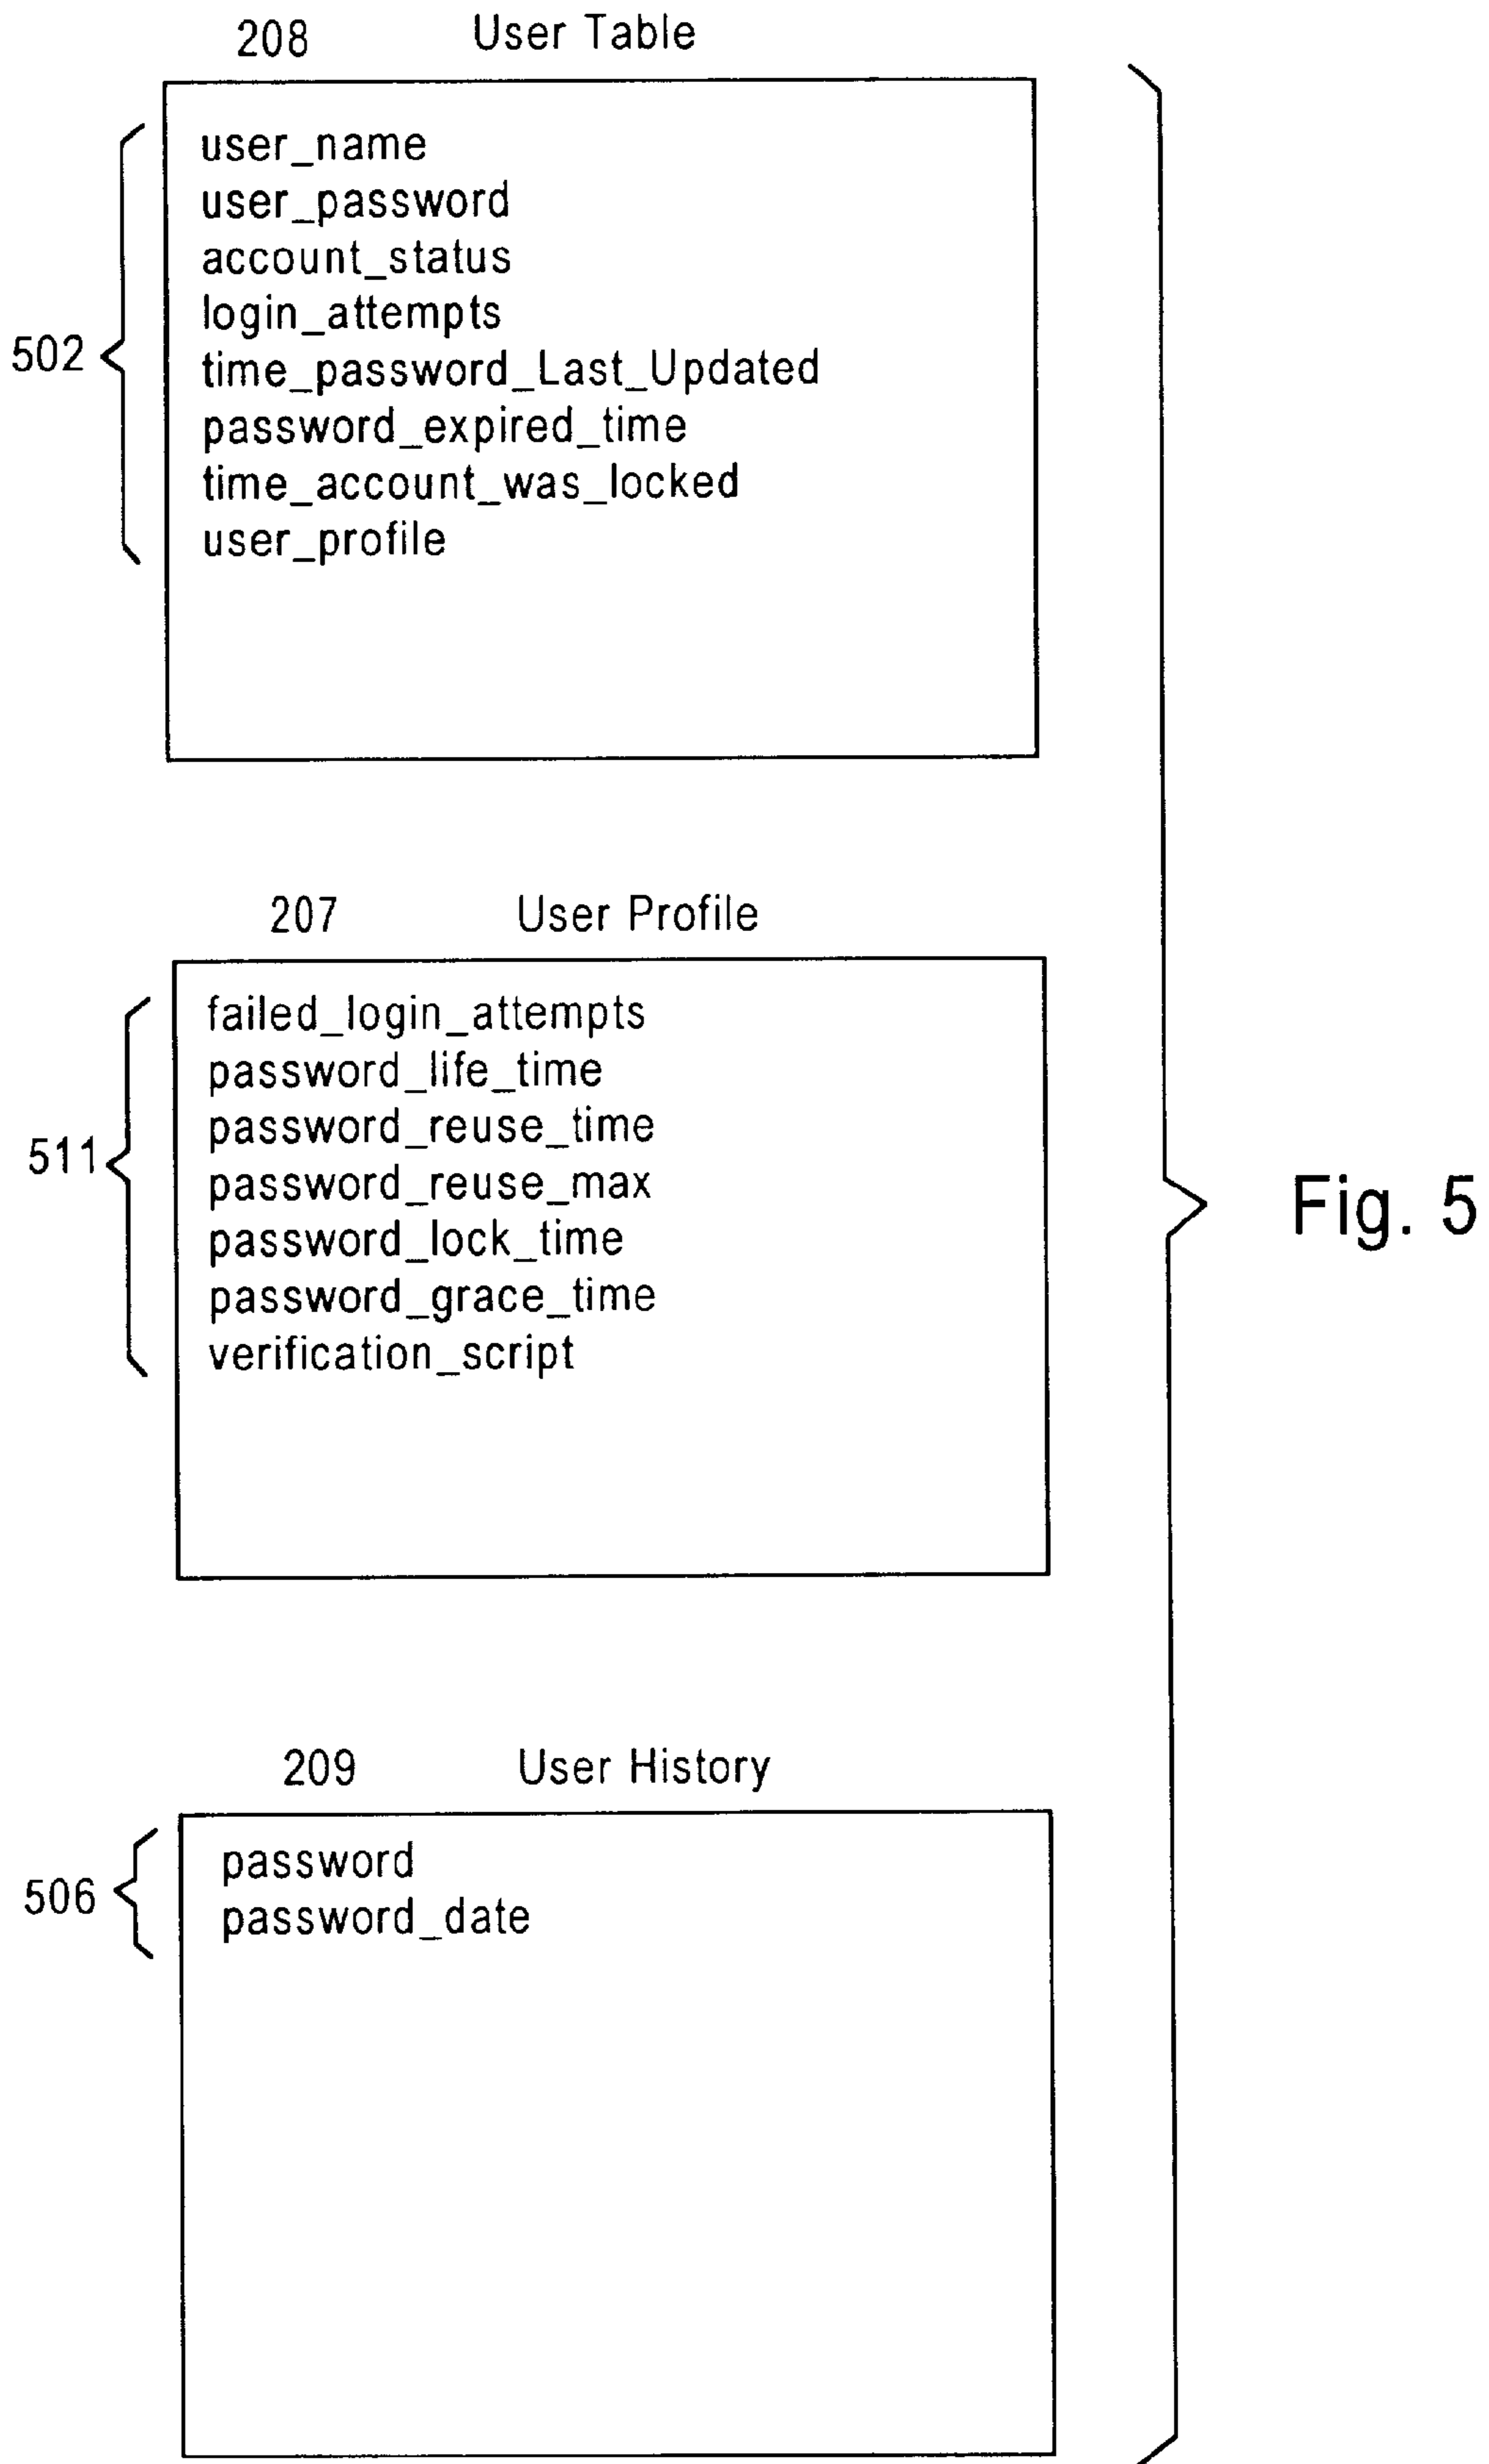 208 User Table
user_name
user_password
account_status
login_attempts
502
time_password_Last_Updated
password_expired_time
time_account_was_locked
user_profile
207 User Profile
failed_login_attempts
password_life_time
password_reuse_time
511
password_reuse_max
Fig. 5
password_lock_time
password_grace_time
verification_script
209 User History
password
506
password_date